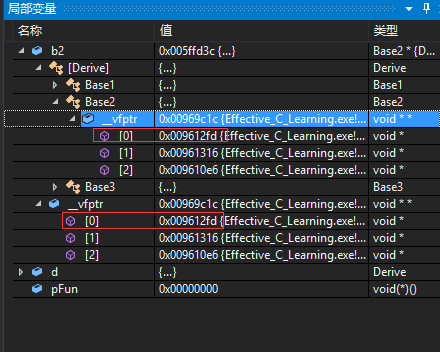 局部变量
名称 值 类型
b2 0x005ffd3c {...} Base2 * {D...
[Derive] {...} Derive
Base1 {...} Base1
Base2 {...} Base2
__vfptr 0x00969c1c {Effective_C_Learning.exe!... void * *
[0] 0x009612fd {Effective_C_Learning.exe!... void *
[1] 0x00961316 {Effective_C_Learning.exe!... void *
[2] 0x009610e6 {Effective_C_Learning.exe!... void *
Base3 {...} Base3
__vfptr 0x00969c1c {Effective_C_Learning.exe!... void * *
[0] 0x009612fd {Effective_C_Learning.exe!... void *
[1] 0x00961316 {Effective_C_Learning.exe!... void *
[2] 0x009610e6 {Effective_C_Learning.exe!... void *
d {...} Derive
pFun 0x00000000 void(*)()